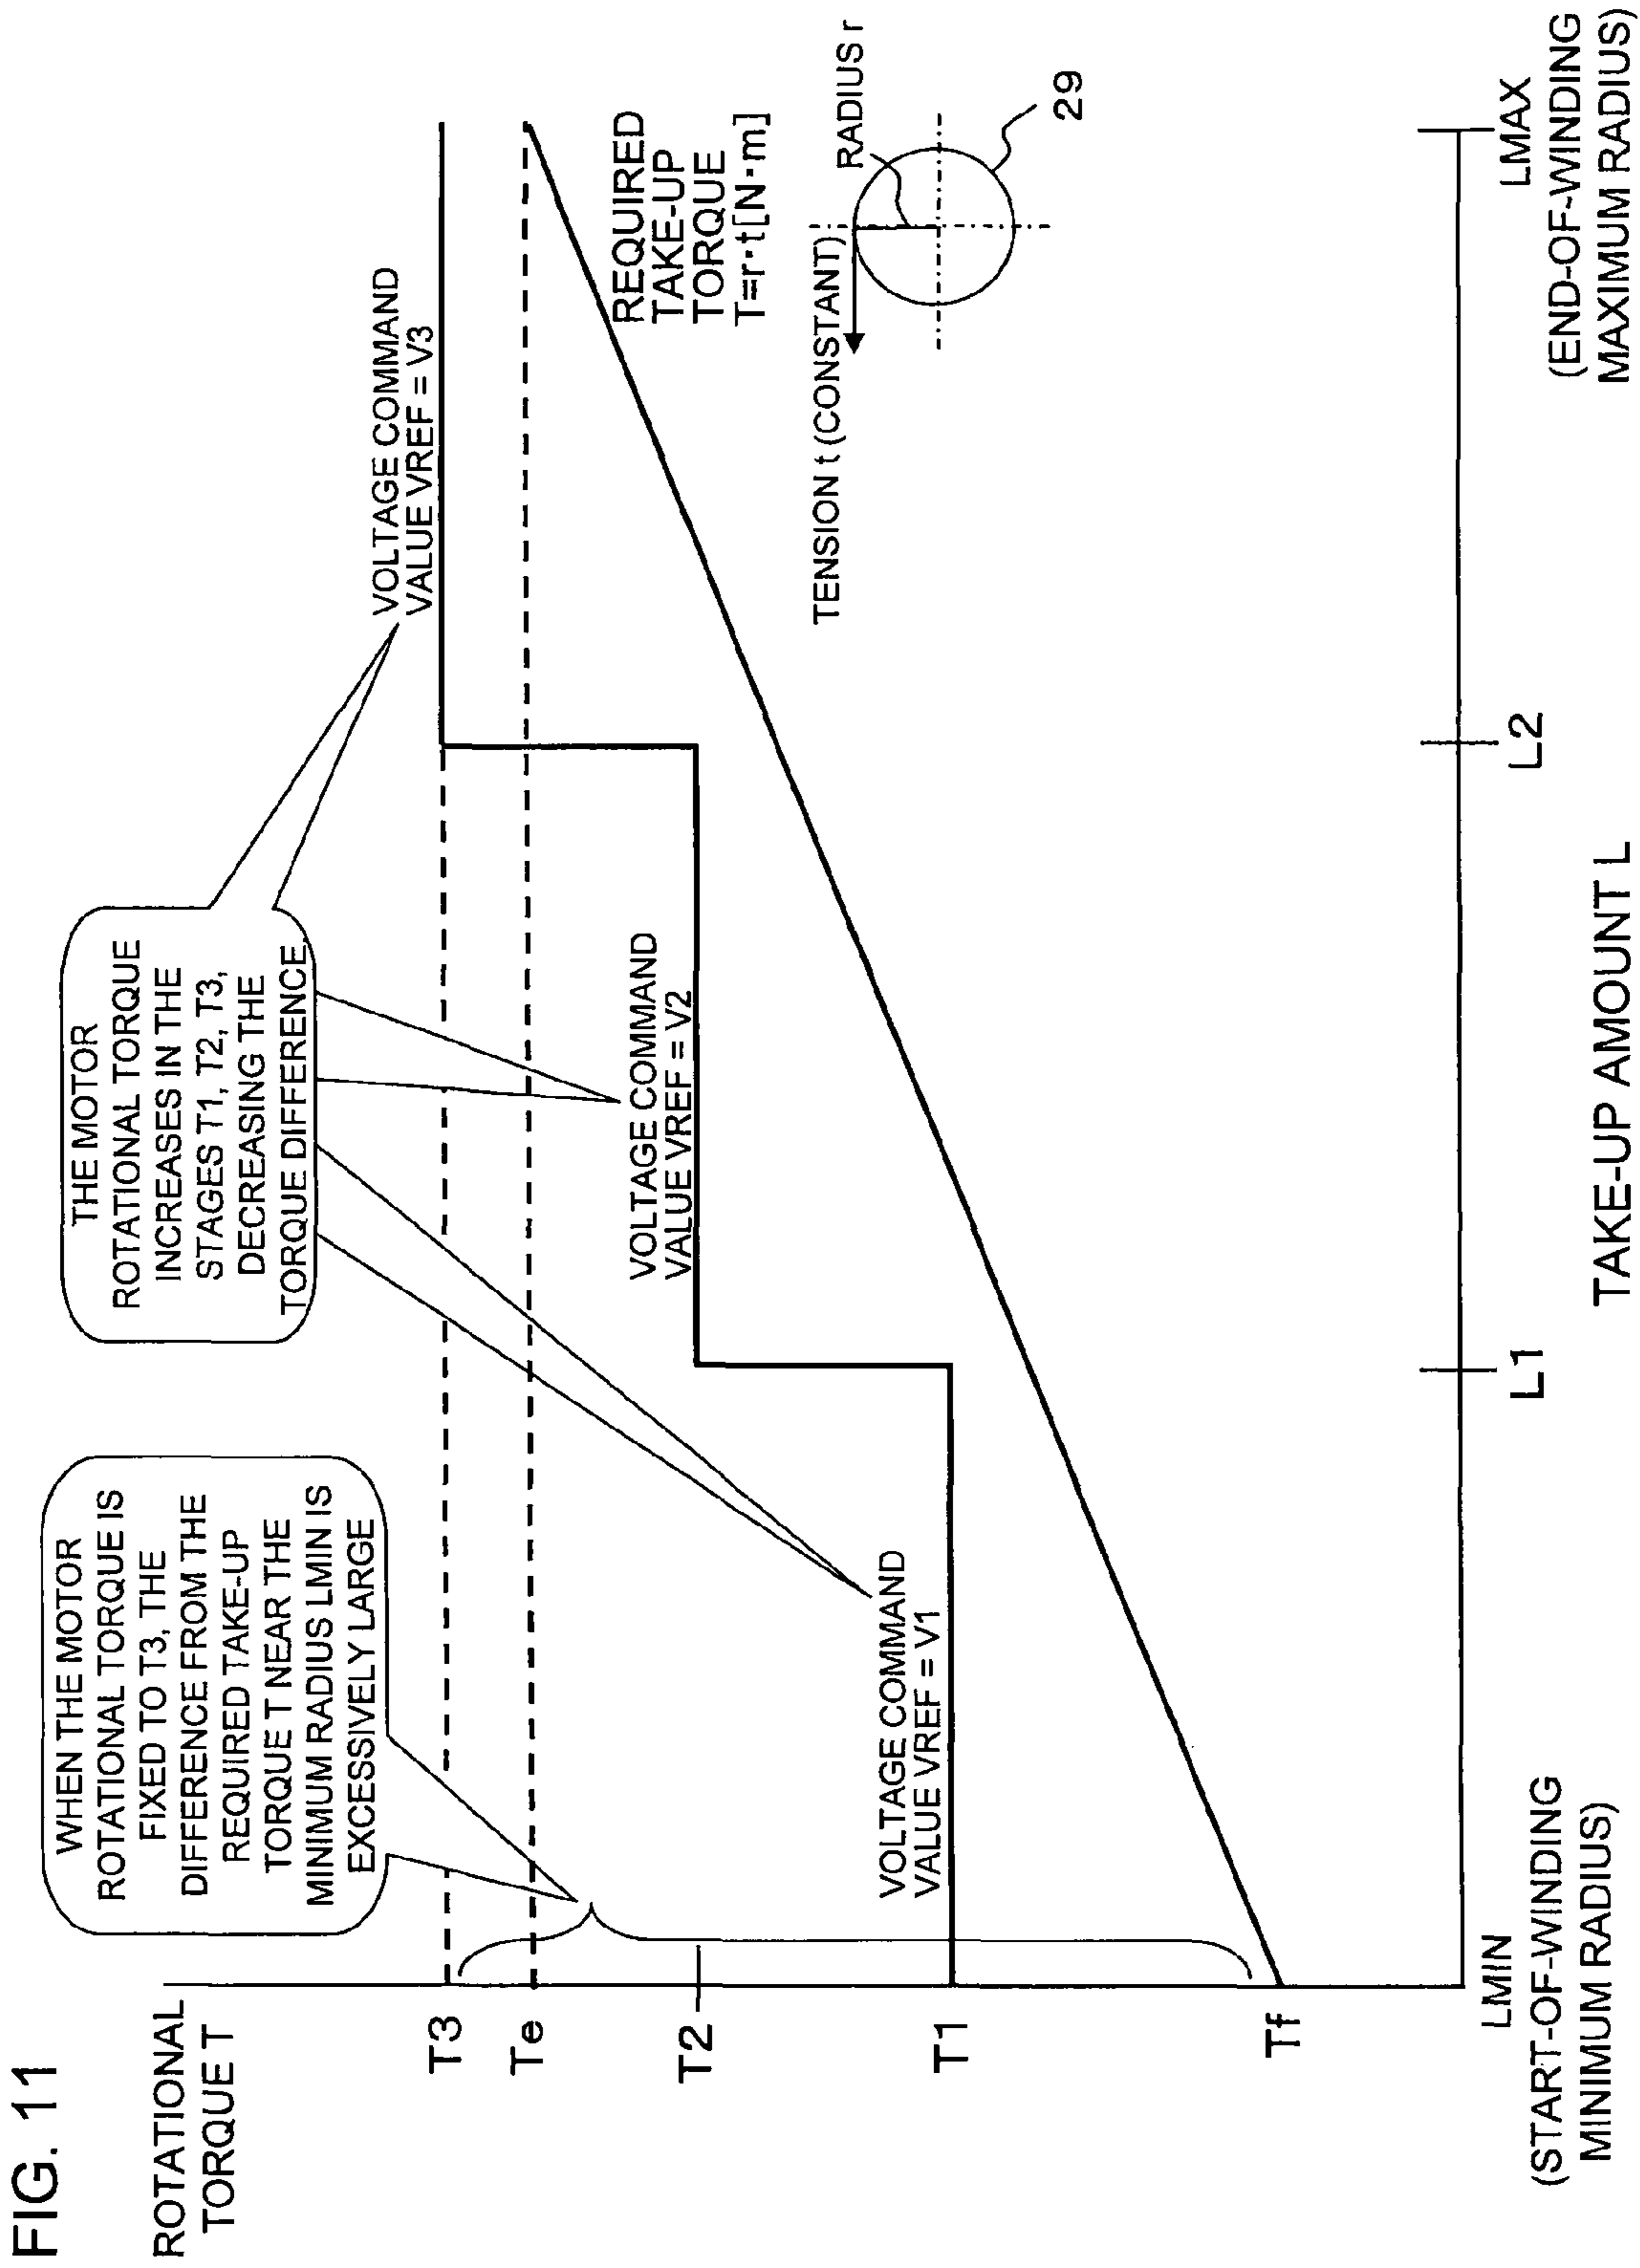 FIG. 11
ROTATIONAL
TORQUE T
WHEN THE MOTOR
ROTATIONAL TORQUE IS
FIXED TO T3, THE
DIFFERENCE FROM THE
REQUIRED TAKE-UP
TORQUE T NEAR THE
MINIMUM RADIUS LMIN IS
EXCESSIVELY LARGE
THE MOTOR
ROTATIONAL TORQUE
INCREASES IN THE
STAGES T1, T2, T3,
DECREASING THE
TORQUE DIFFERENCE
VOLTAGE COMMAND
VALUE VREF = V3
T3
Te
T2
T1
Tf
VOLTAGE COMMAND
VALUE VREF = V2
VOLTAGE COMMAND
VALUE VREF = V1
REQUIRED
TAKE-UP
TORQUE
T=r·t[N·m]
TENSION t (CONSTANT)
RADIUS r
29
LMIN
(START-OF-WINDING
MINIMUM RADIUS)
L1
L2
LMAX
(END-OF-WINDING
MAXIMUM RADIUS)
TAKE-UP AMOUNT L